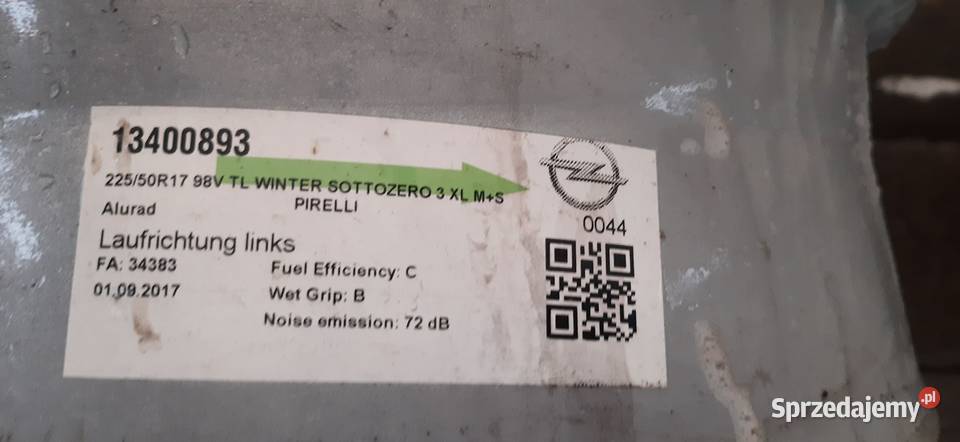 13400893
225/50R17 98V TL WINTER SOTTOZERO 3 XL M+S
PIRELLI
Alurad
0044
Laufrichtung links
FA: 34383
Fuel Efficiency: C
01.09.2017
Wet Grip: B
Noise emission: 72 dB
Sprzedajemy.pl